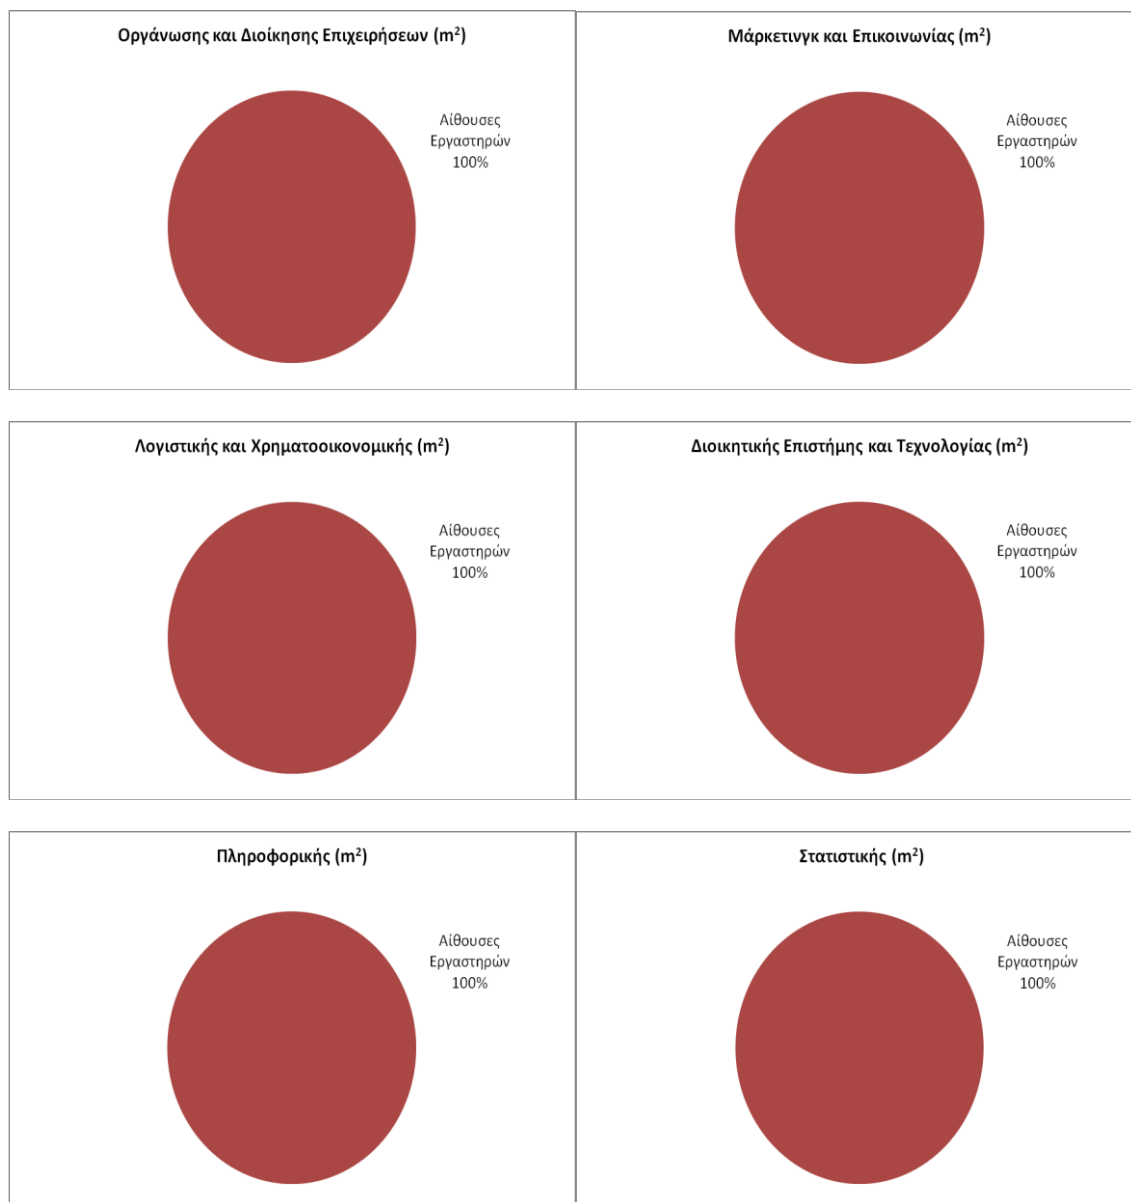 Οργάνωσης και Διοίκησης Επιχειρήσεων (m²)
Αίθουσες
Εργαστηρών
100%
Μάρκετινγκ και Επικοινωνίας (m²)
Αίθουσες
Εργαστηρών
100%
Λογιστικής και Χρηματοοικονομικής (m²)
Αίθουσες
Εργαστηρών
100%
Διοικητικής Επιστήμης και Τεχνολογίας (m²)
Αίθουσες
Εργαστηρών
100%
Πληροφορικής (m²)
Αίθουσες
Εργαστηρών
100%
Στατιστικής (m²)
Αίθουσες
Εργαστηρών
100%